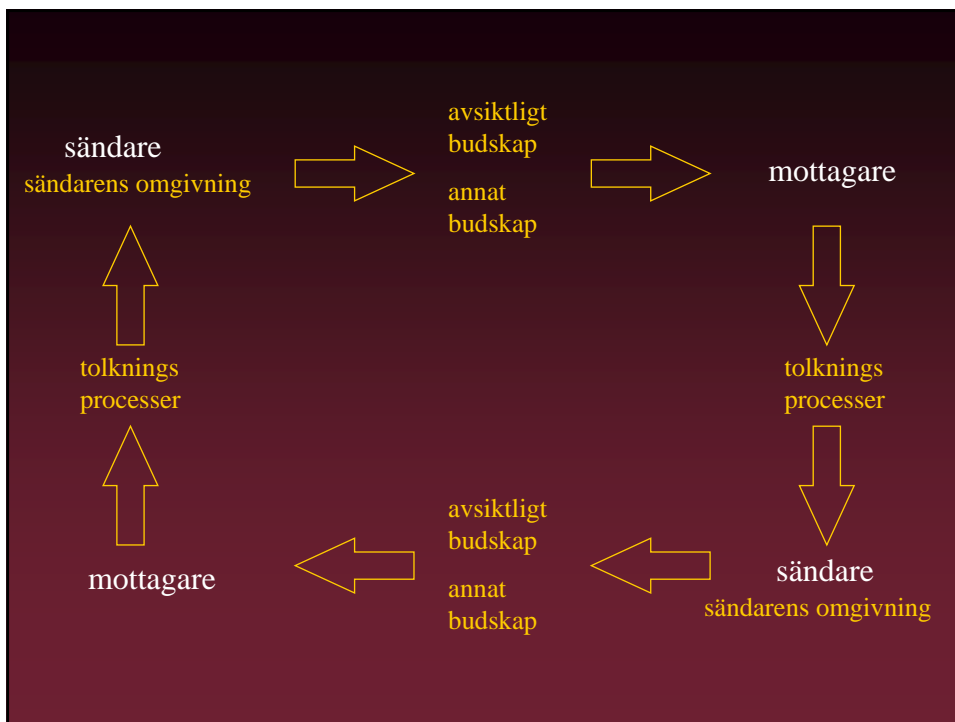 sändare
sändarens omgivning
avsiktligt
budskap
annat
budskap
mottagare
tolknings
processer
tolknings
processer
mottagare
avsiktligt
budskap
annat
budskap
sändare
sändarens omgivning